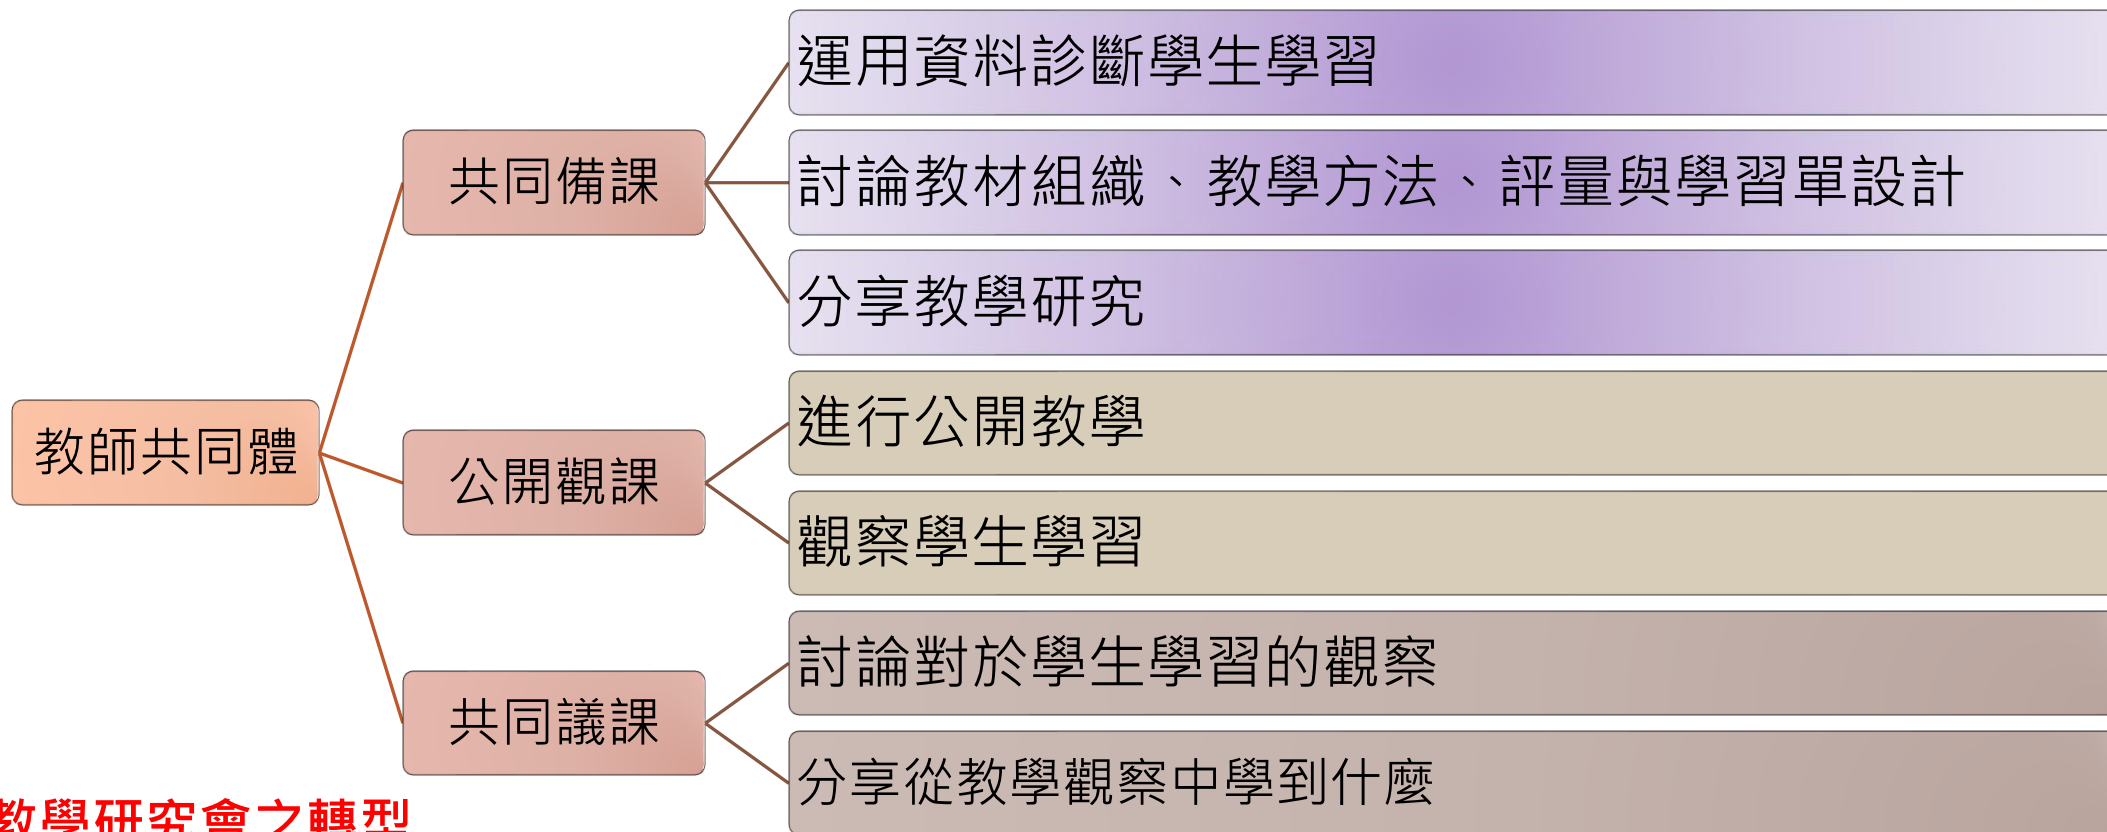 教師共同體
共同備課
運用資料診斷學生學習
討論教材組織、教學方法、評量與學習單設計
分享教學研究
公開觀課
進行公開教學
觀察學生學習
共同議課
討論對於學生學習的觀察
分享從教學觀察中學到什麼
教學研究會之轉型